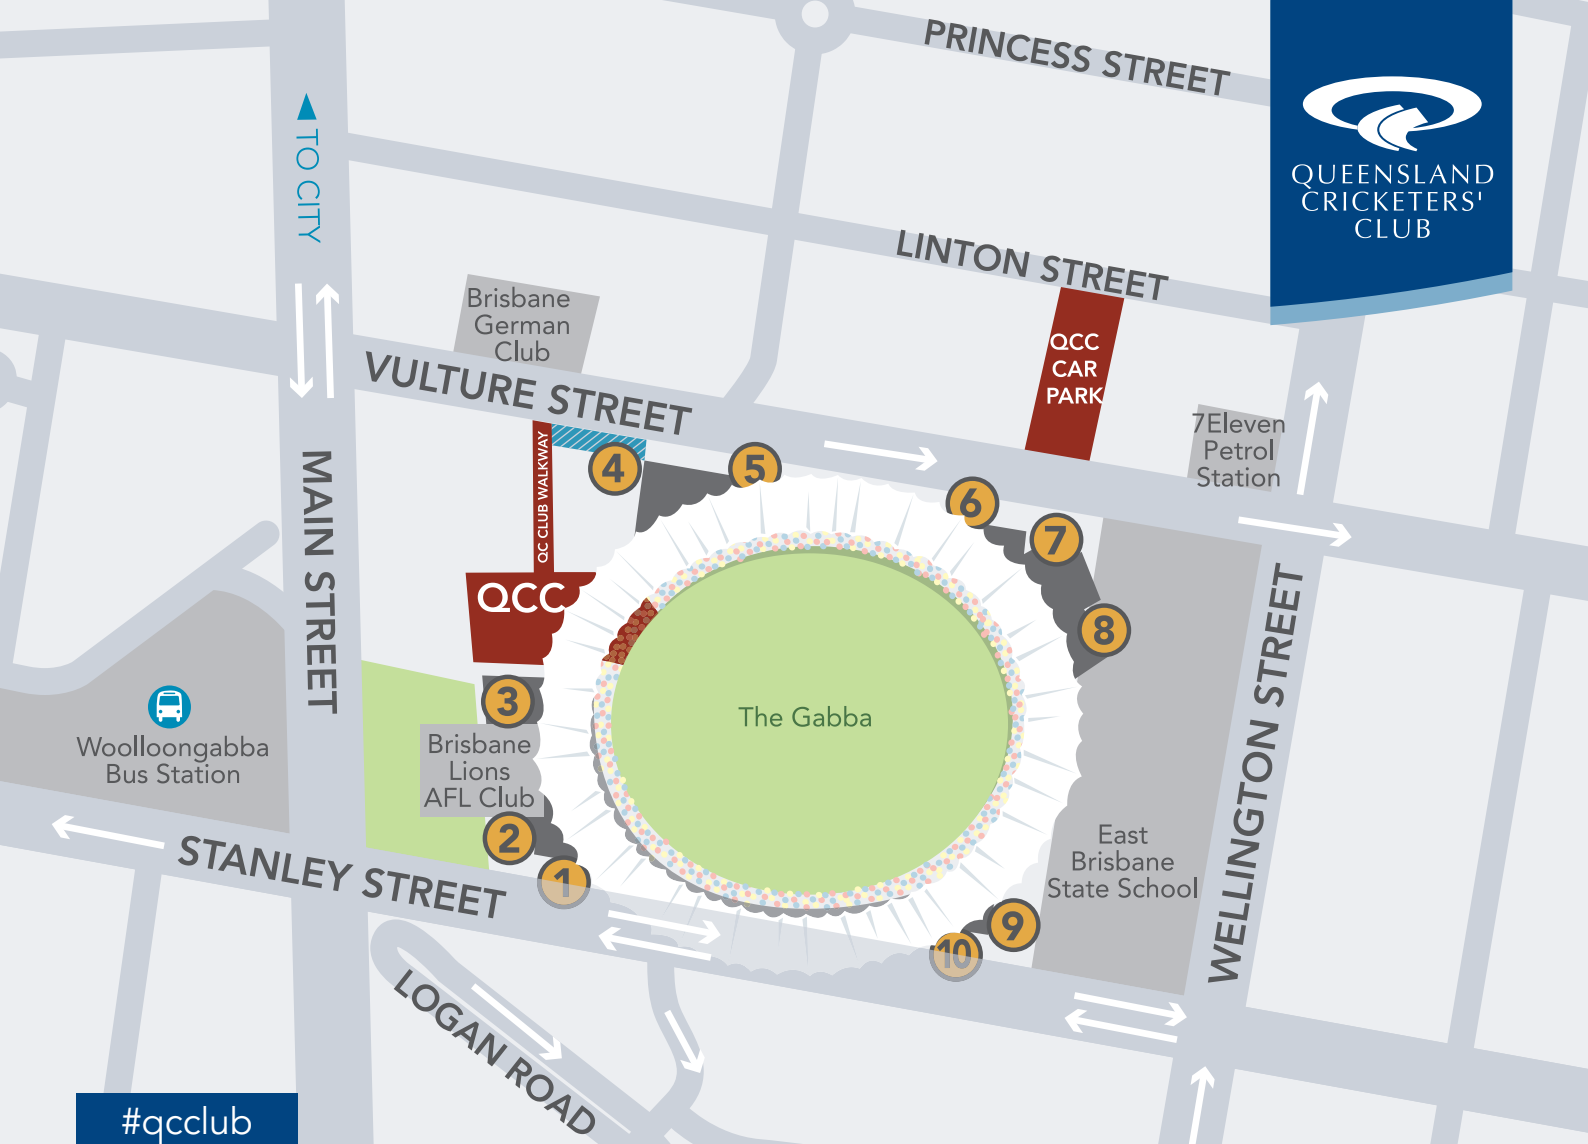 PRINCESS STREET
QUEENSLAND
CRICKETERS'
CLUB
TO CITY
LINTON STREET
Brisbane
German
Club
QCC
CAR
PARK
VULTURE STREET
7Eleven
Petrol
Station
QC CLUB WALKWAY
4
5
6
7
8
MAIN STREET
QCC
3
The Gabba
WELLINGTON STREET
Woolloongabba
Bus Station
Brisbane
Lions
AFL Club
2
1
East
Brisbane
State School
STANLEY STREET
9
10
LOGAN ROAD
#qcclub